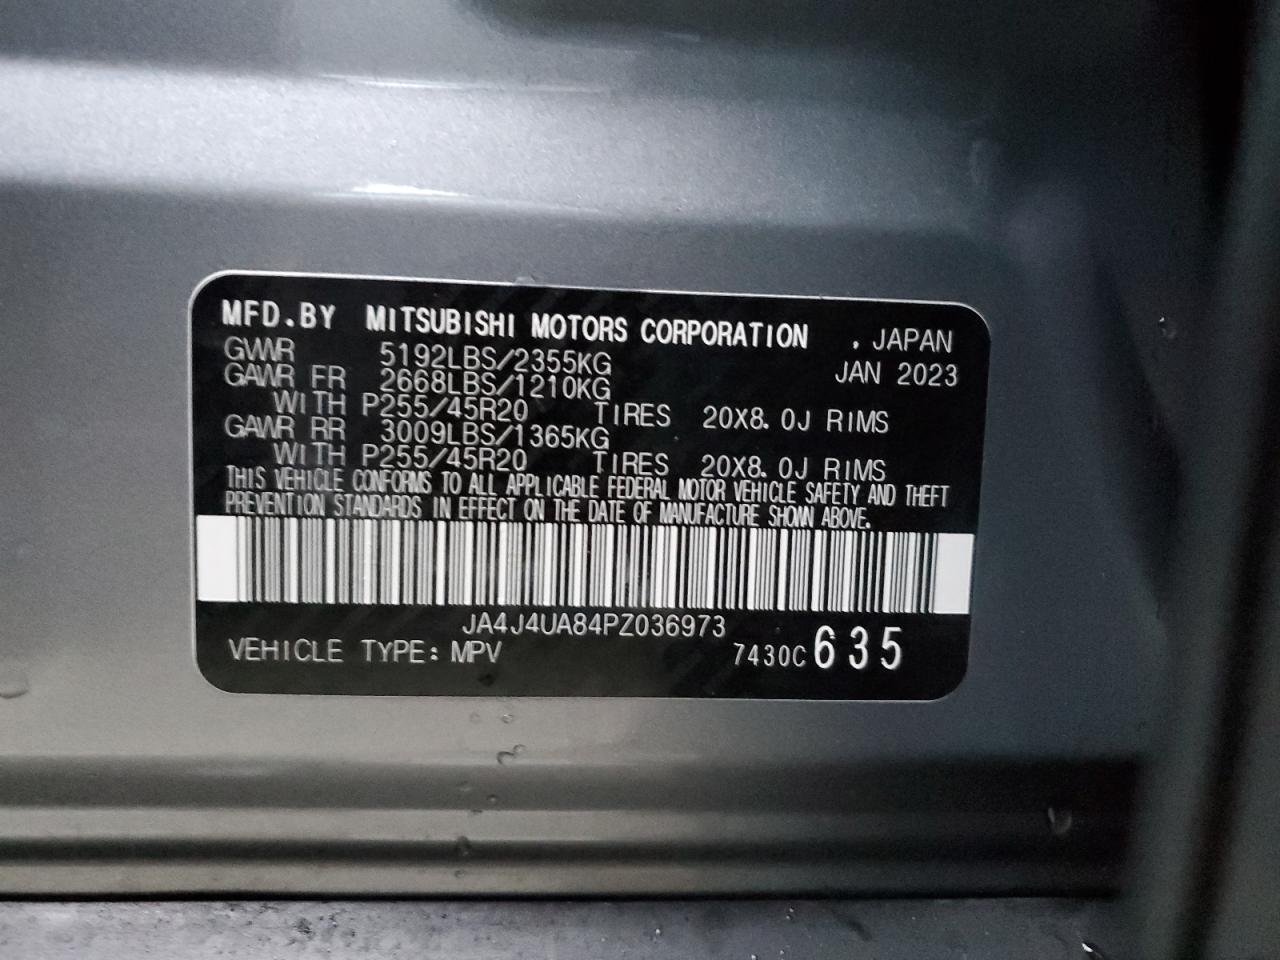 MFD.BY MITSUBISHI MOTORS CORPORATION , JAPAN
GVWR 5192LBS/2355KG JAN 2023
GAWR FR 2668LBS/1210KG
WITH P255/45R20 TIRES 20X8.0J RIMS
GAWR RR 3009LBS/1365KG
WITH P255/45R20 TIRES 20X8.0J RIMS
THIS VEHICLE CONFORMS TO ALL APPLICABLE FEDERAL MOTOR VEHICLE SAFETY AND THEFT
PREVENTION STANDARDS IN EFFECT ON THE DATE OF MANUFACTURE SHOWN ABOVE.
JA4J4UA84PZ036973
VEHICLE TYPE: MPV 7430C 635